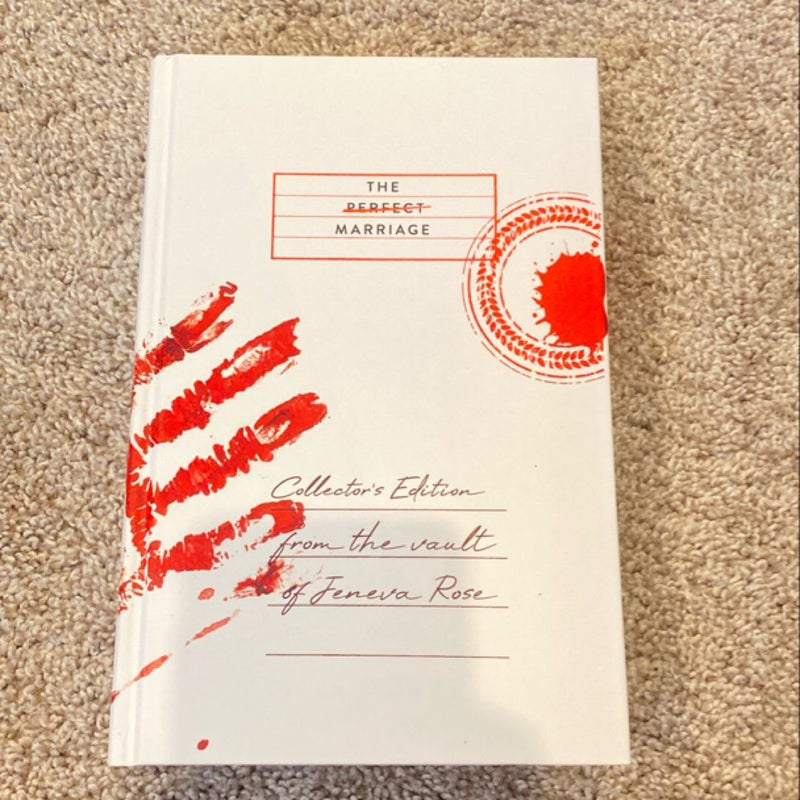 THE
PERFECT
MARRIAGE
Collector's Edition
from the vault
of Jeneva Rose